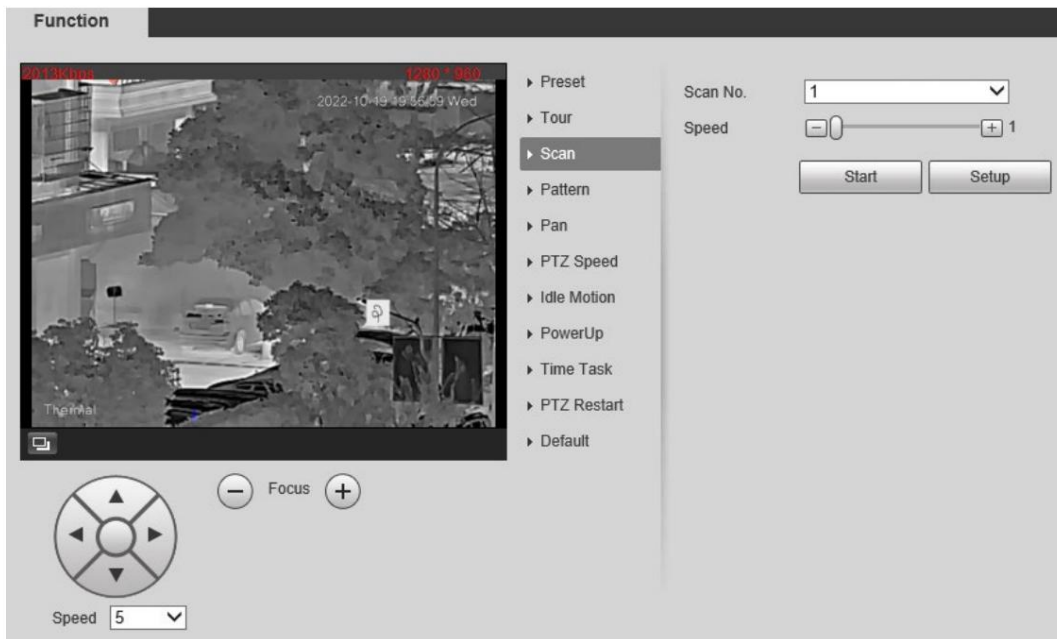 Function
2013Kbps
1280 * 960
2022-10-19 19:56:59 Wed
Thermal
Focus
Speed 5
Preset
Tour
Scan
Pattern
Pan
PTZ Speed
Idle Motion
PowerUp
Time Task
PTZ Restart
Default
Scan No. 1
Speed 1
Start Setup